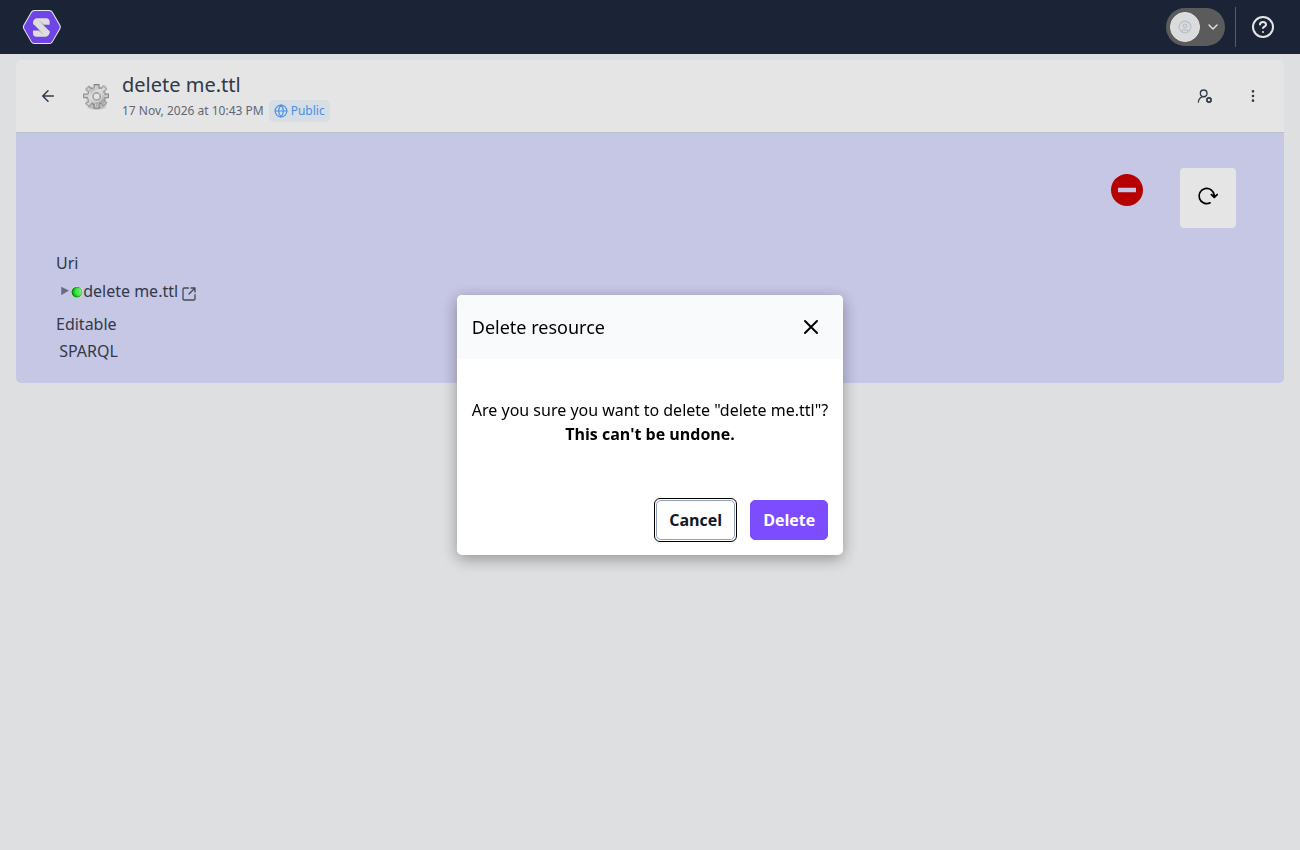 delete me.ttl
17 Nov, 2026 at 10:43 PM Public
Uri
delete me.ttl
Editable
SPARQL
Delete resource
Are you sure you want to delete "delete me.ttl"?
This can't be undone.
Cancel Delete